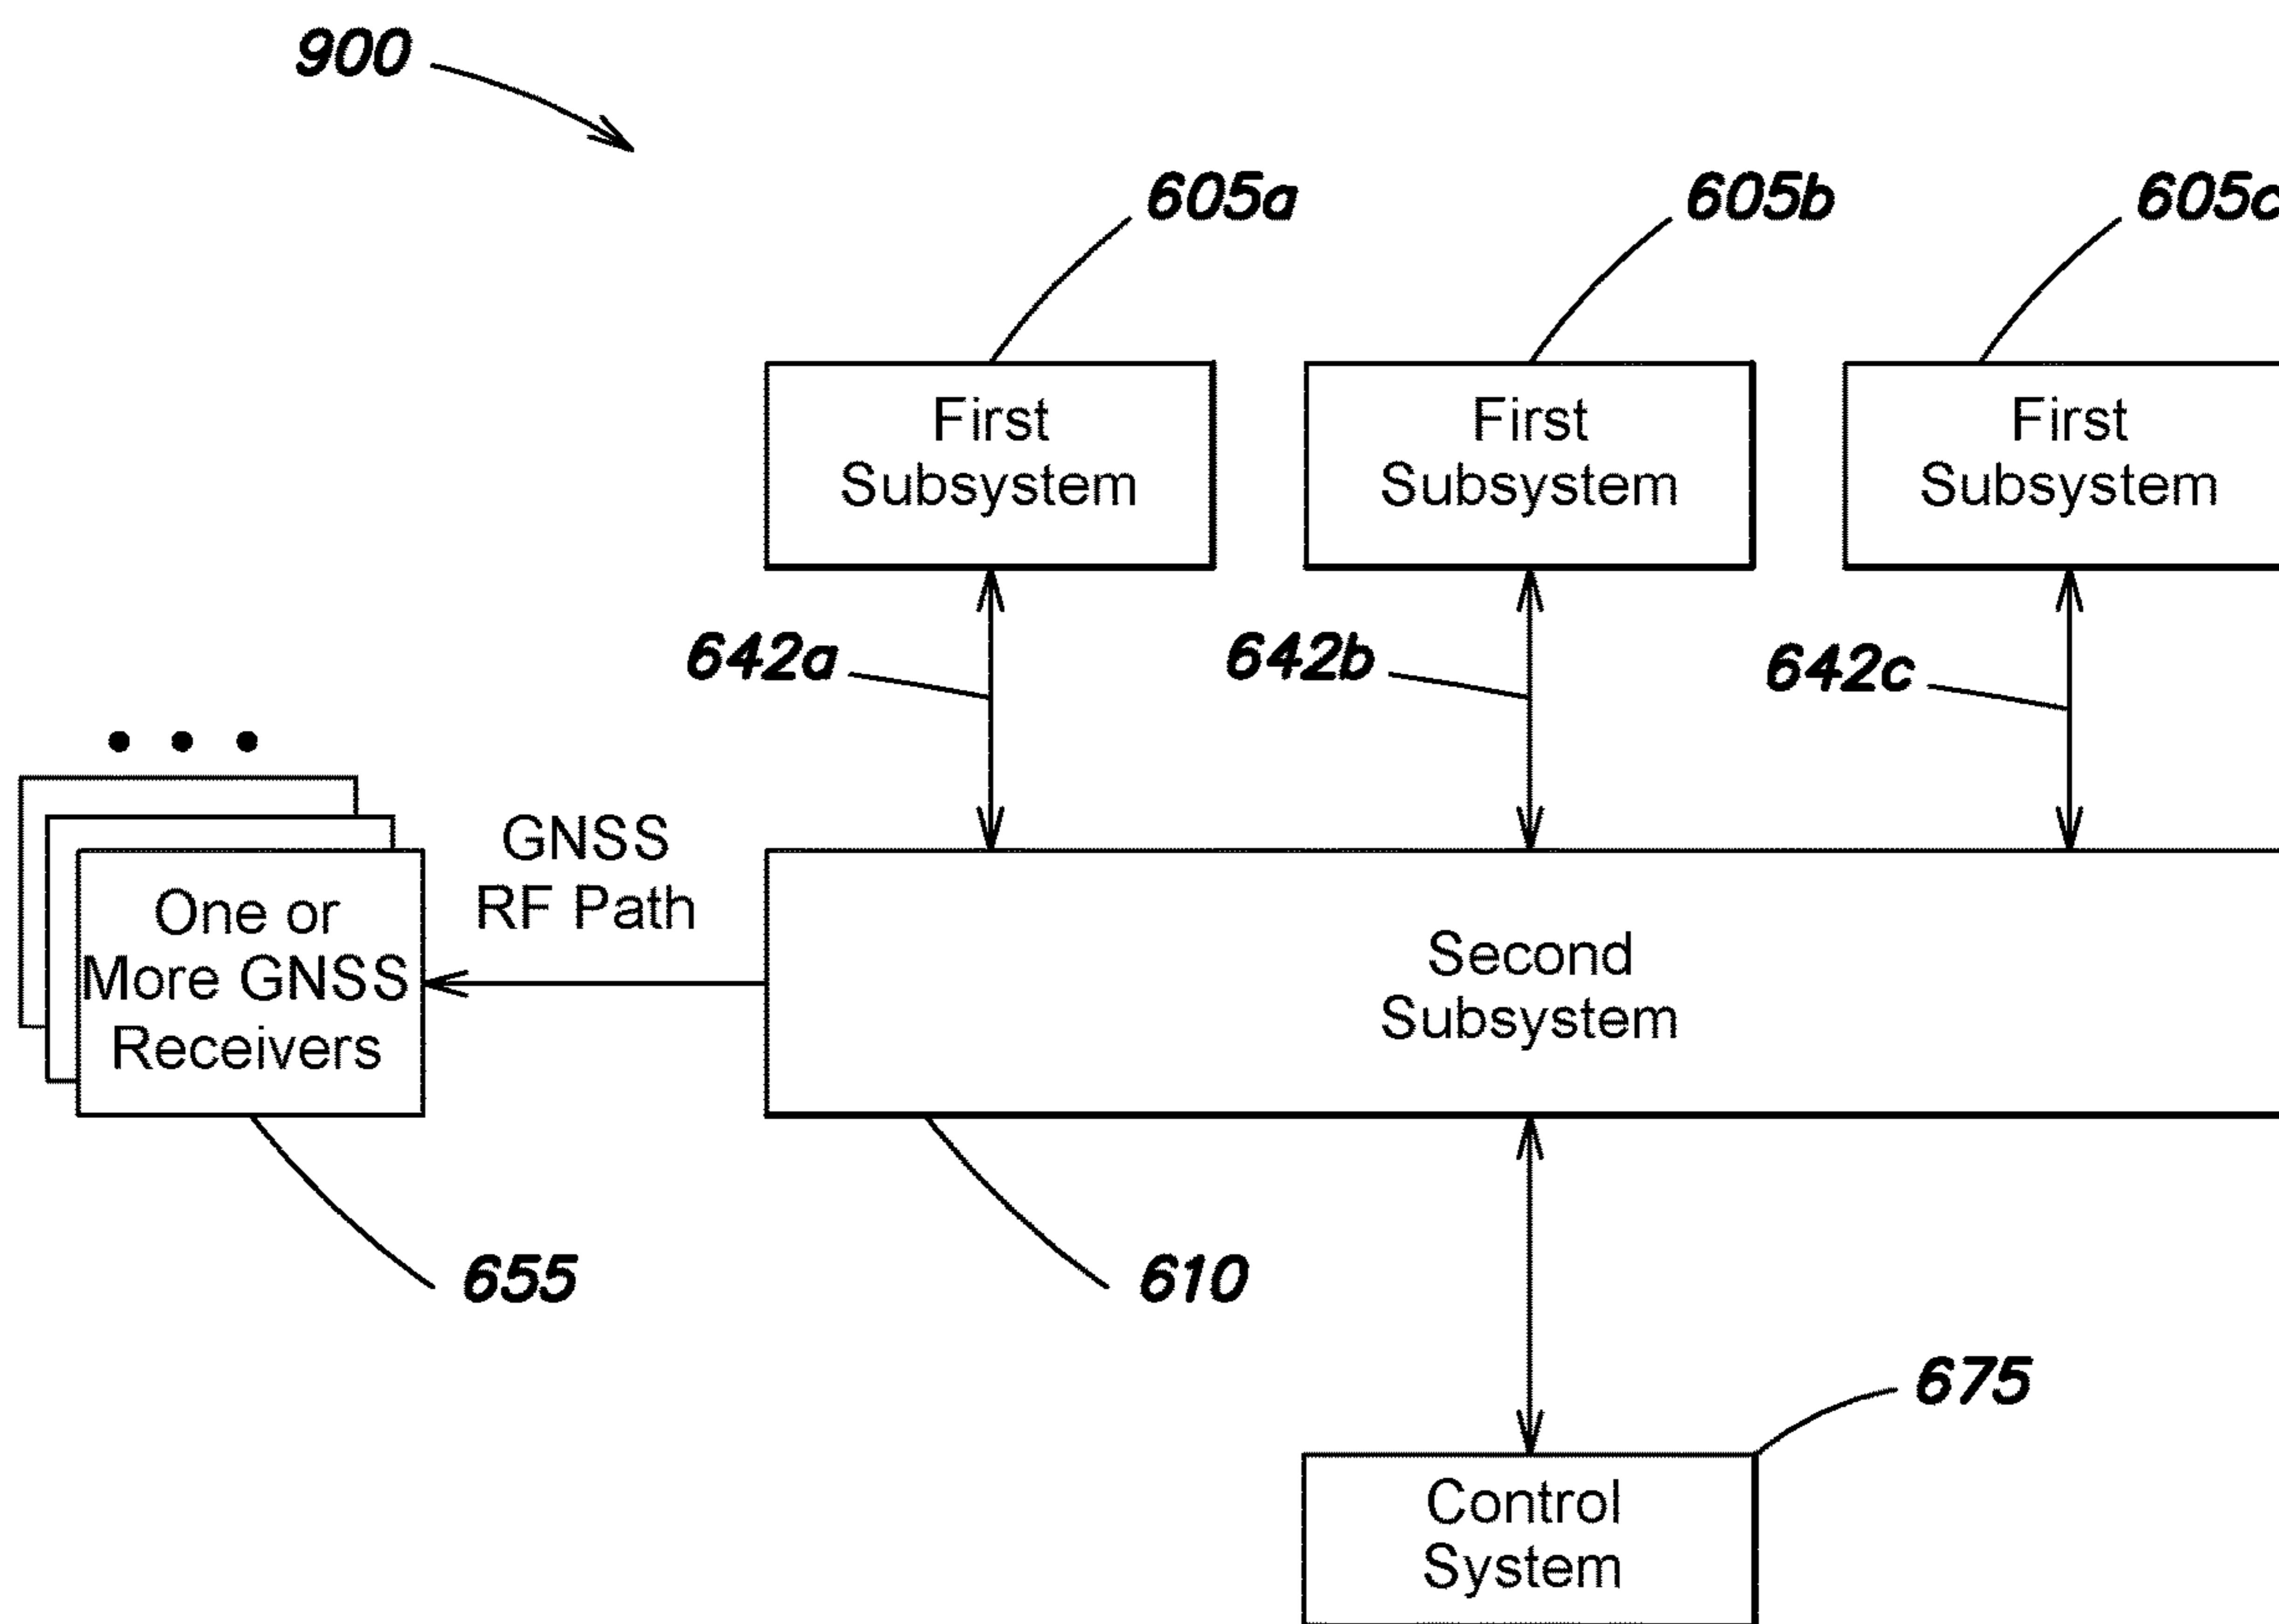 900
605a
605b
605c
First
Subsystem
First
Subsystem
First
Subsystem
642a
642b
642c
GNSS
RF Path
One or
More GNSS
Receivers
Second
Subsystem
655
610
675
Control
System